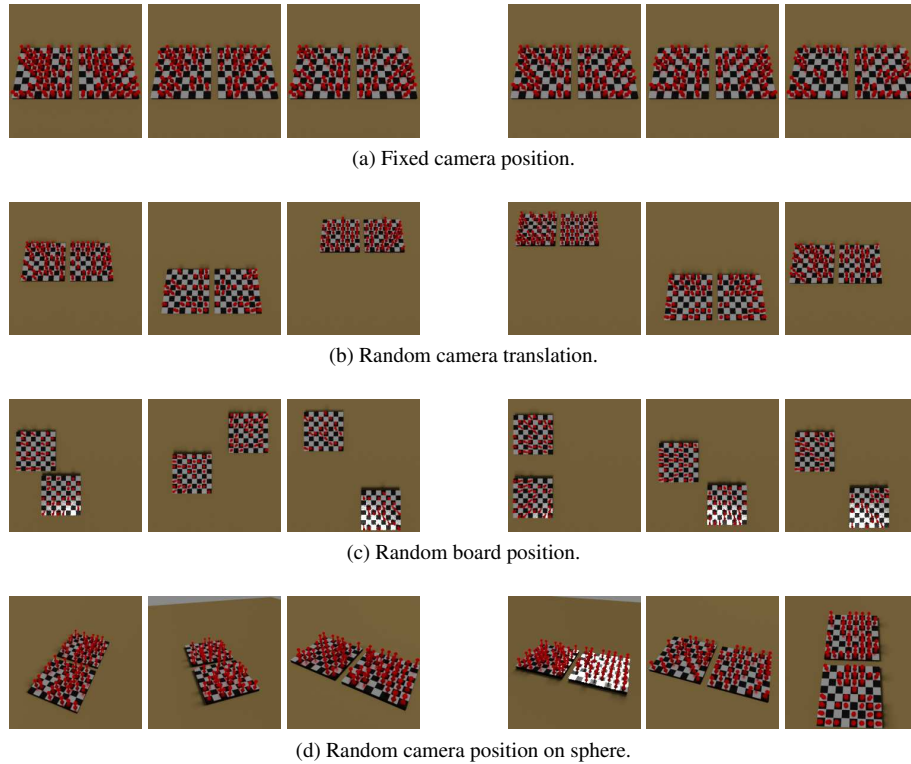 (a) Fixed camera position.
(b) Random camera translation.
(c) Random board position.
(d) Random camera position on sphere.